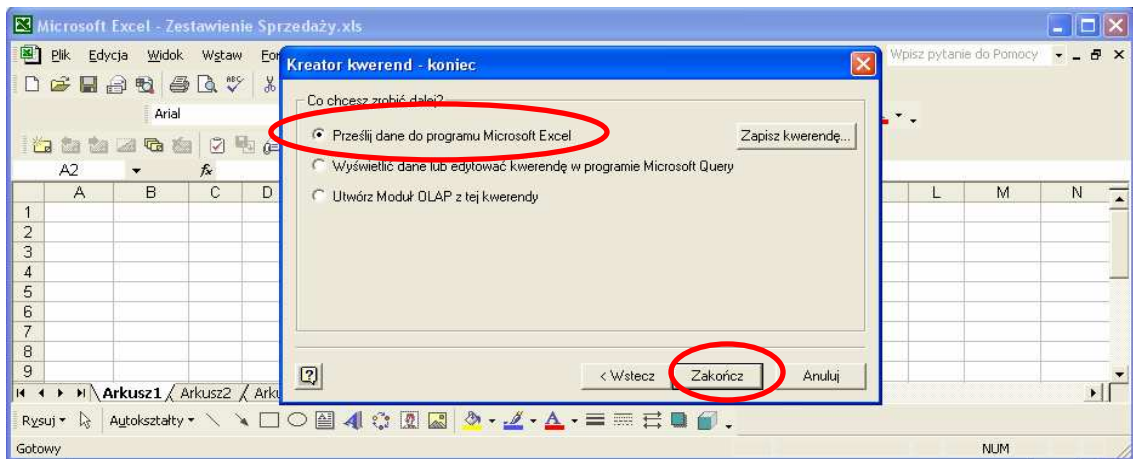 Microsoft Excel - Zestawienie Sprzedaży.xls
Plik Edycja Widok Wstaw For
Wpisz pytanie do Pomocy
Kreator kwerend - koniec
Co chcesz zrobić dalej?
Arial
Prześlij dane do programu Microsoft Excel
Zapisz kwerendę...
Wyświetlić dane lub edytować kwerendę w programie Microsoft Query
A2 fx
Utwórz Moduł OLAP z tej kwerendy
A B C D L M N
1
2
3
4
5
6
7
8
9
< Wstecz Zakończ Anuluj
Arkusz1 Arkusz2 Arku
Rysuj Autokształty
Gotowy NUM